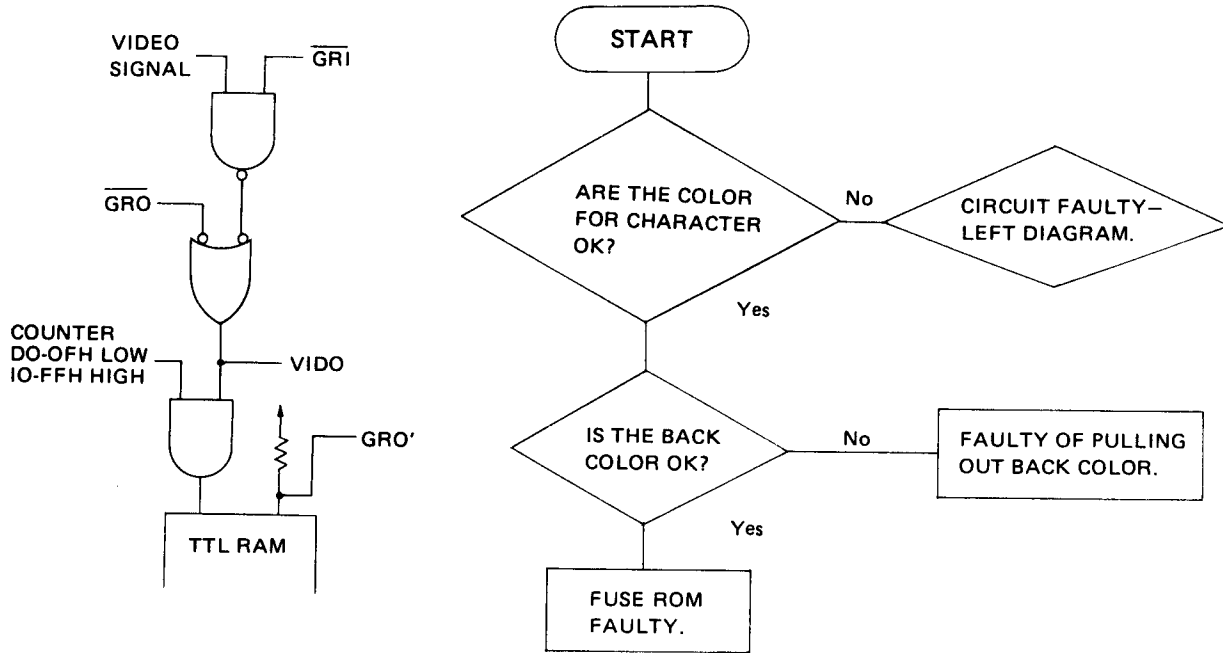 VIDEO
SIGNAL
GRI
GRO
COUNTER
DO-OFH LOW
IO-FFH HIGH
VIDO
GRO'
TTL RAM
START
ARE THE COLOR
FOR CHARACTER
OK?
No
CIRCUIT FAULTY—
LEFT DIAGRAM.
Yes
IS THE BACK
COLOR OK?
No
FAULTY OF PULLING
OUT BACK COLOR.
Yes
FUSE ROM
FAULTY.